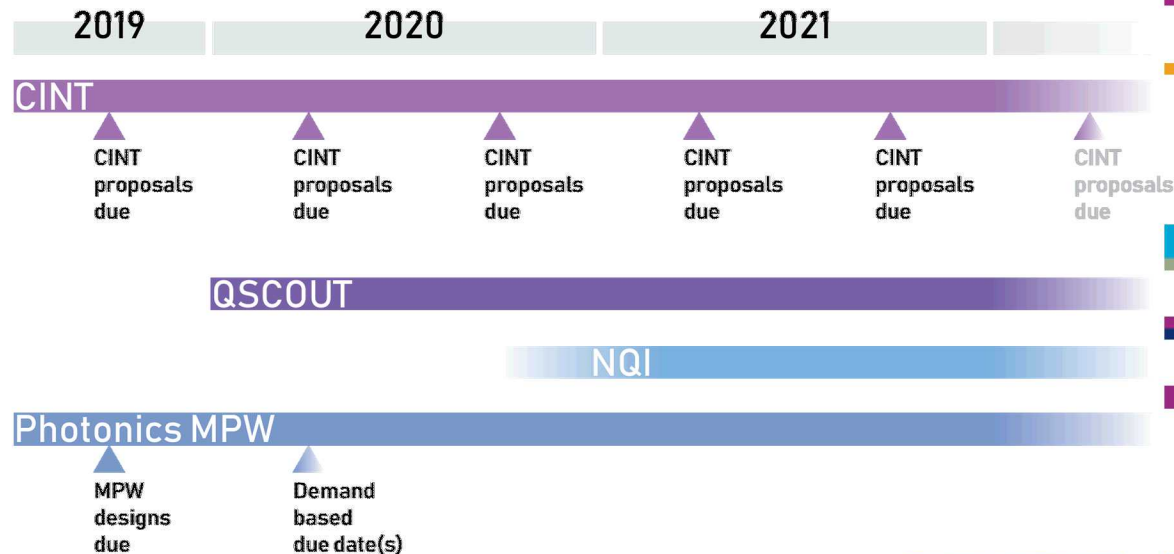 2019 2020 2021
CINT
CINT CINT CINT CINT CINT CINT
proposals proposals proposals proposals proposals proposals
due due due due due due
QSCOUT
NQI
Photonics MPW
MPW Demand
designs based
due due date(s)